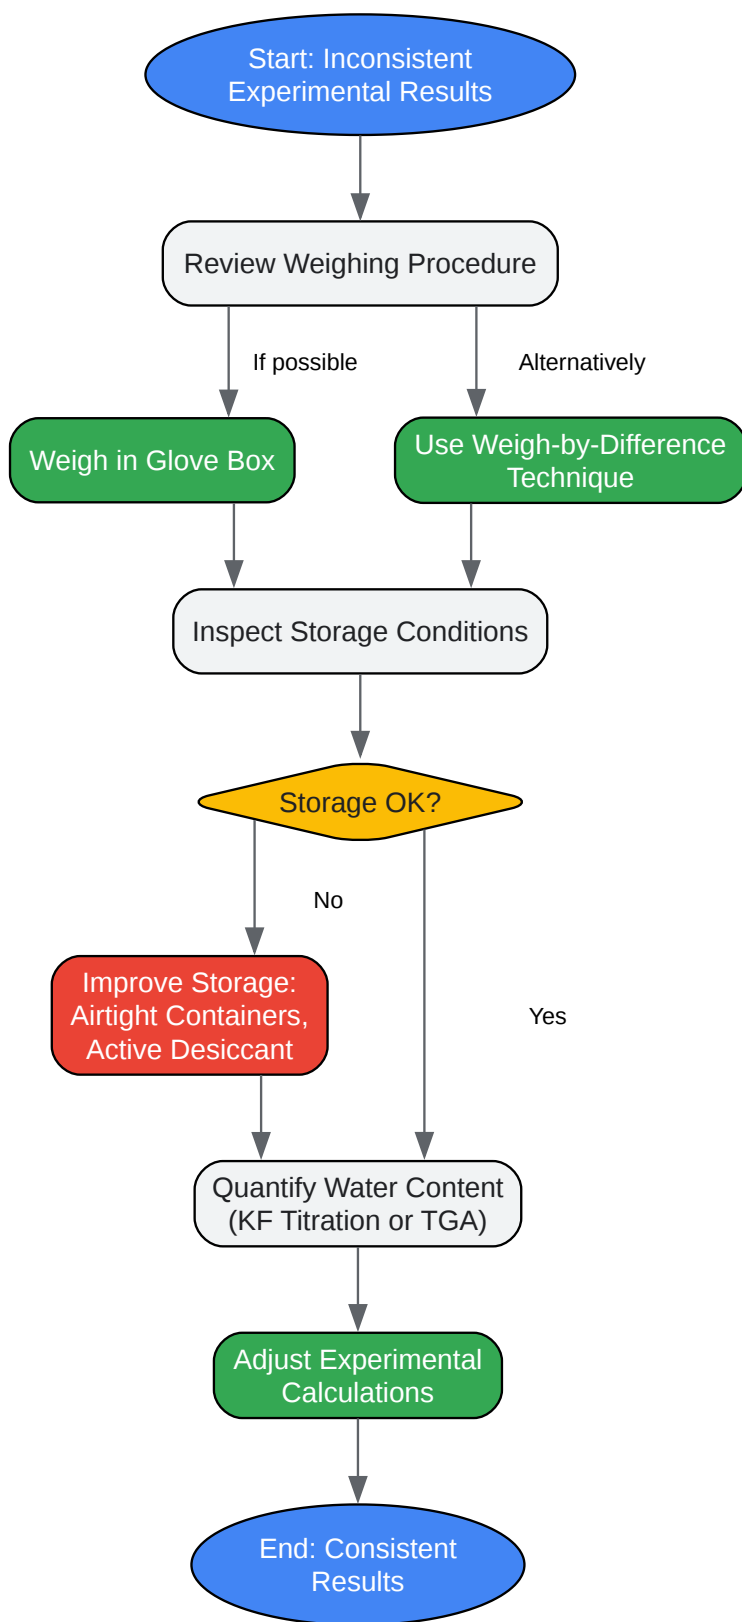 Start: Inconsistent
Experimental Results
Review Weighing Procedure
If possible
Alternatively
Weigh in Glove Box
Use Weigh-by-Difference
Technique
Inspect Storage Conditions
Storage OK?
No
Improve Storage:
Airtight Containers,
Active Desiccant
Yes
Quantify Water Content
(KF Titration or TGA)
Adjust Experimental
Calculations
End: Consistent
Results